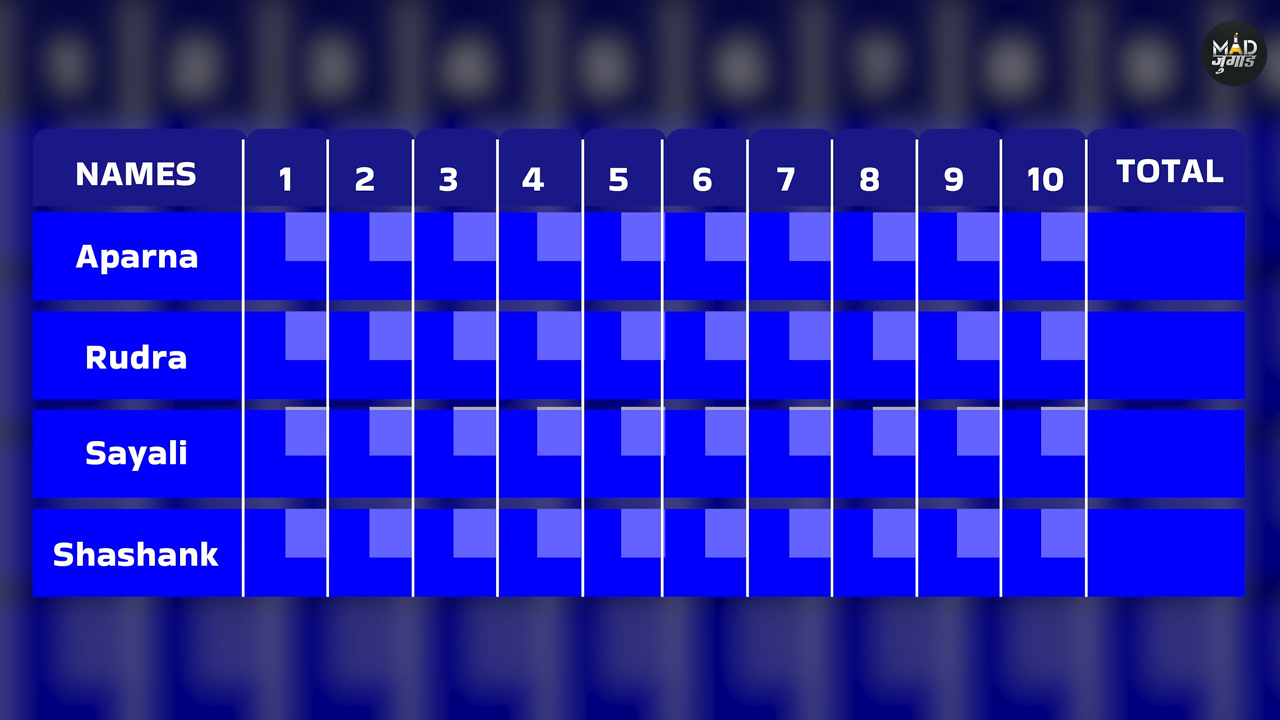 MAD
जुगाड़
NAMES 1 2 3 4 5 6 7 8 9 10 TOTAL
Aparna
Rudra
Sayali
Shashank